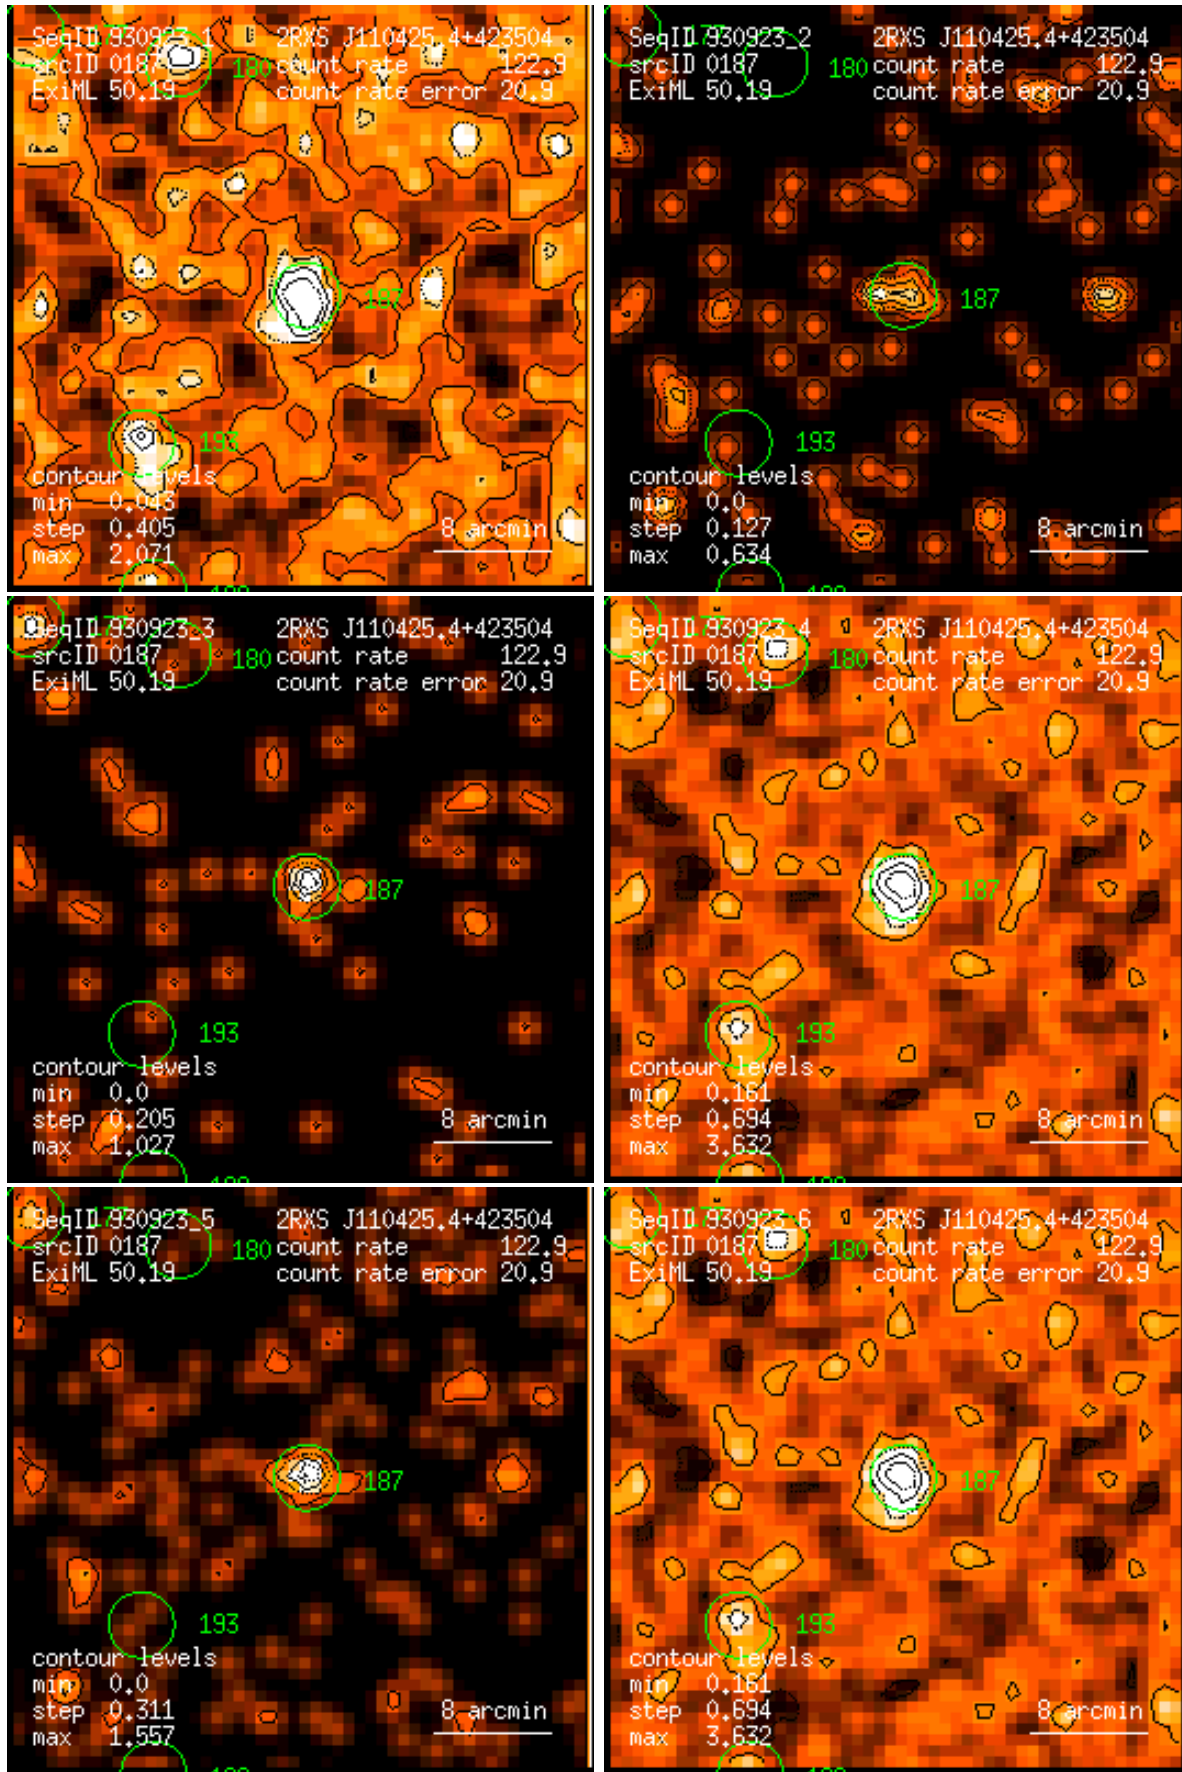 SeqID 930923_1 2RXS J110425.4+423504
srcID 0187 180 count rate 122.9
ExiML 50.19 count rate error 20.9
187
193
contour levels
min 0.043
step 0.405
max 2.071
8 arcmin
SeqID 930923_2 2RXS J110425.4+423504
srcID 0187 180 count rate 122.9
ExiML 50.19 count rate error 20.9
187
193
contour levels
min 0.0
step 0.127
max 0.634
8 arcmin
SeqID 930923_3 2RXS J110425.4+423504
srcID 0187 180 count rate 122.9
ExiML 50.19 count rate error 20.9
187
193
contour levels
min 0.0
step 0.205
max 1.027
8 arcmin
SeqID 930923_4 2RXS J110425.4+423504
srcID 0187 180 count rate 122.9
ExiML 50.19 count rate error 20.9
187
193
contour levels
min 0.161
step 0.694
max 3.632
8 arcmin
SeqID 930923_5 2RXS J110425.4+423504
srcID 0187 180 count rate 122.9
ExiML 50.19 count rate error 20.9
187
193
contour levels
min 0.0
step 0.311
max 1.557
8 arcmin
SeqID 930923_6 2RXS J110425.4+423504
srcID 0187 180 count rate 122.9
ExiML 50.19 count rate error 20.9
187
193
contour levels
min 0.161
step 0.694
max 3.632
8 arcmin